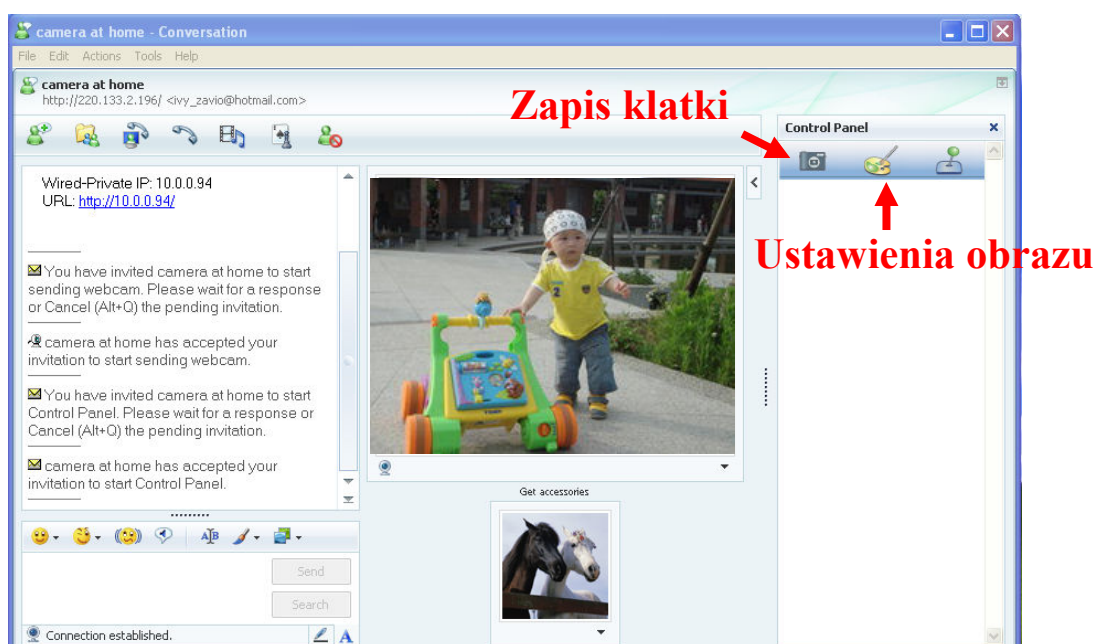 camera at home - Conversation
File Edit Actions Tools Help
camera at home
http://220.133.2.196/ <ivy_zavio@hotmail.com>
Zapis klatki
Control Panel
Ustawienia obrazu
Wired-Private IP: 10.0.0.94
URL: http://10.0.0.94/
You have invited camera at home to start
sending webcam. Please wait for a response
or Cancel (Alt+Q) the pending invitation.
camera at home has accepted your
invitation to start sending webcam.
You have invited camera at home to start
Control Panel. Please wait for a response or
Cancel (Alt+Q) the pending invitation.
camera at home has accepted your
invitation to start Control Panel.
Get accessories
Send
Search
Connection established.